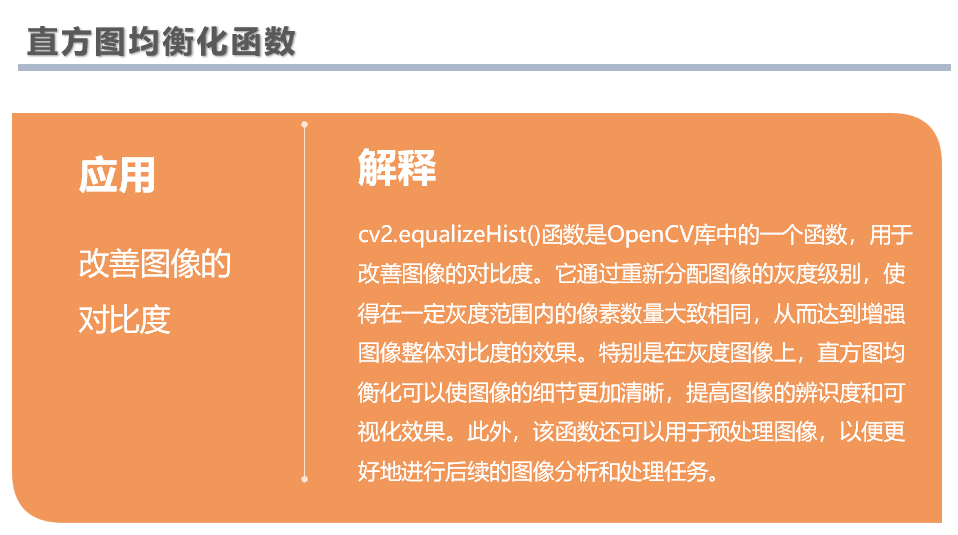 直方图均衡化函数
应用
改善图像的
对比度
解释
cv2.equalizeHist()函数是OpenCV库中的一个函数，用于
改善图像的对比度。它通过重新分配图像的灰度级别，使
得在一定灰度范围内的像素数量大致相同，从而达到增强
图像整体对比度的效果。特别是在灰度图像上，直方图均
衡化可以使图像的细节更加清晰，提高图像的辨识度和可
视化效果。此外，该函数还可以用于预处理图像，以便更
好地进行后续的图像分析和处理任务。